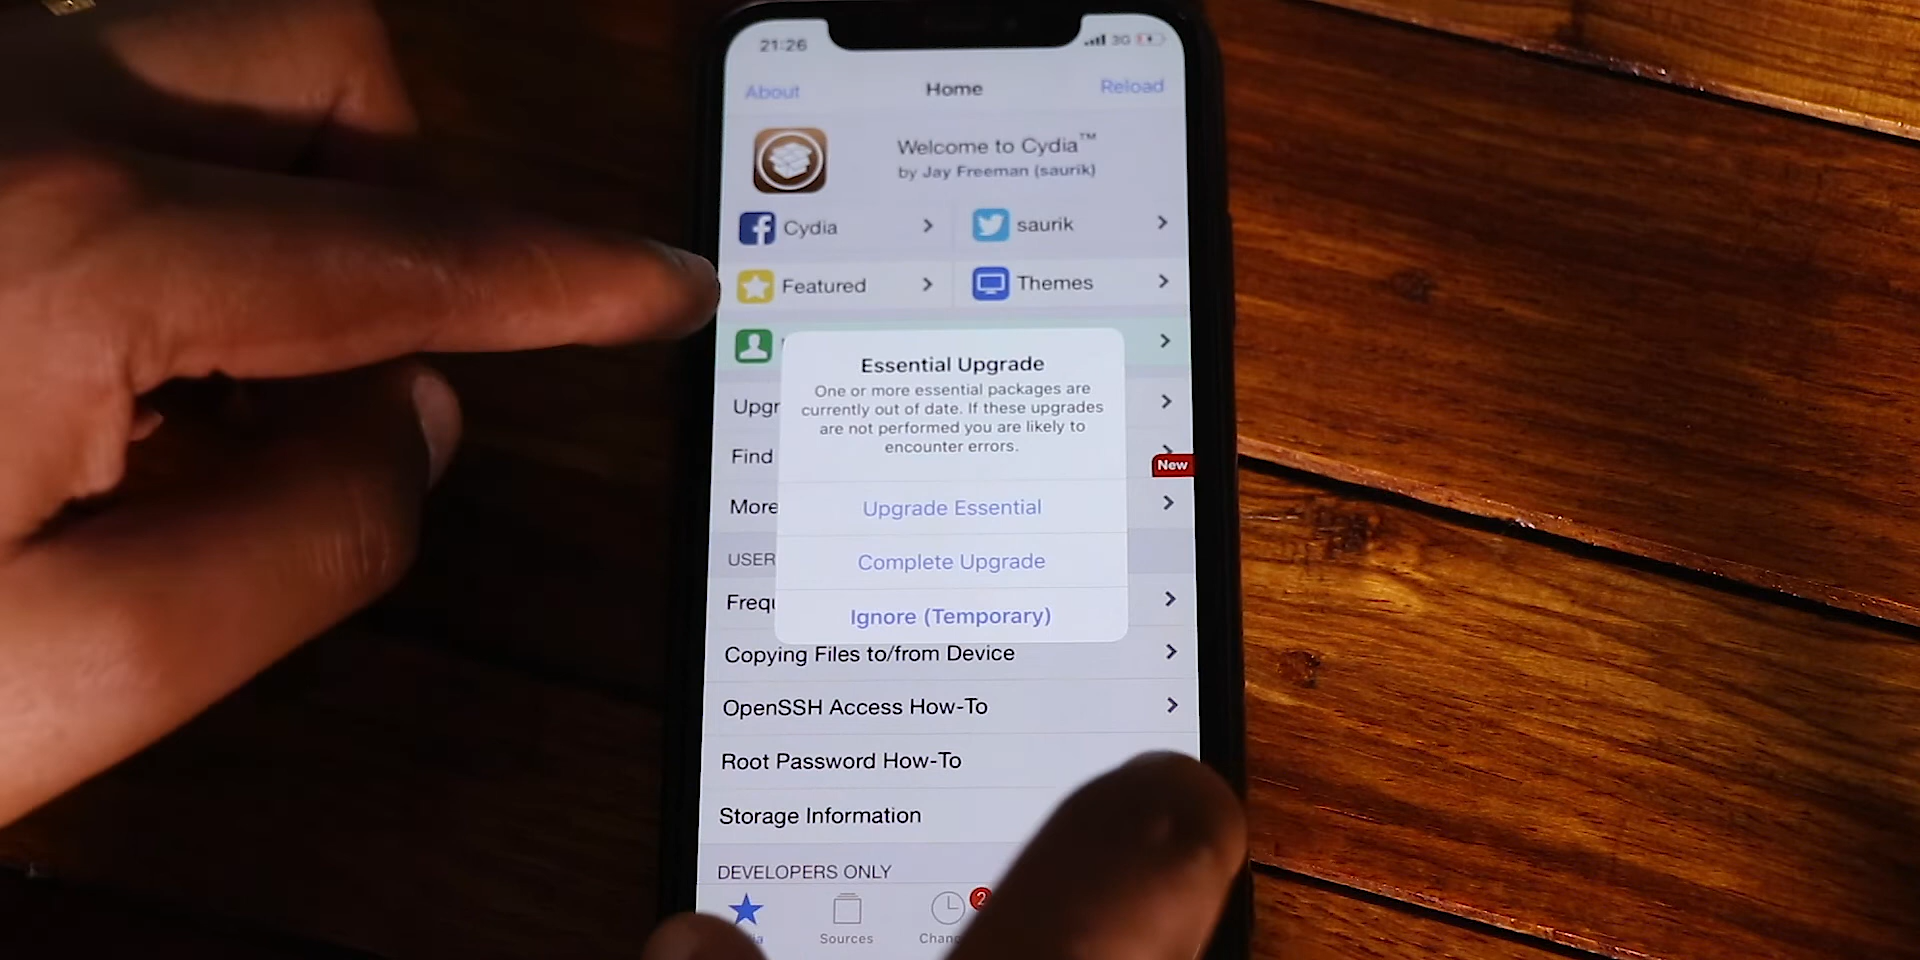 21:26
3G
About
Home
Reload
Welcome to Cydia™
by Jay Freeman (saurik)
Cydia
saurik
Featured
Themes
Essential Upgrade
One or more essential packages are
currently out of date. If these upgrades
are not performed you are likely to
encounter errors.
Upgr
Find
New
More
Upgrade Essential
USER
Complete Upgrade
Frequ
Ignore (Temporary)
Copying Files to/from Device
OpenSSH Access How-To
Root Password How-To
Storage Information
DEVELOPERS ONLY
2
Sources
Chan